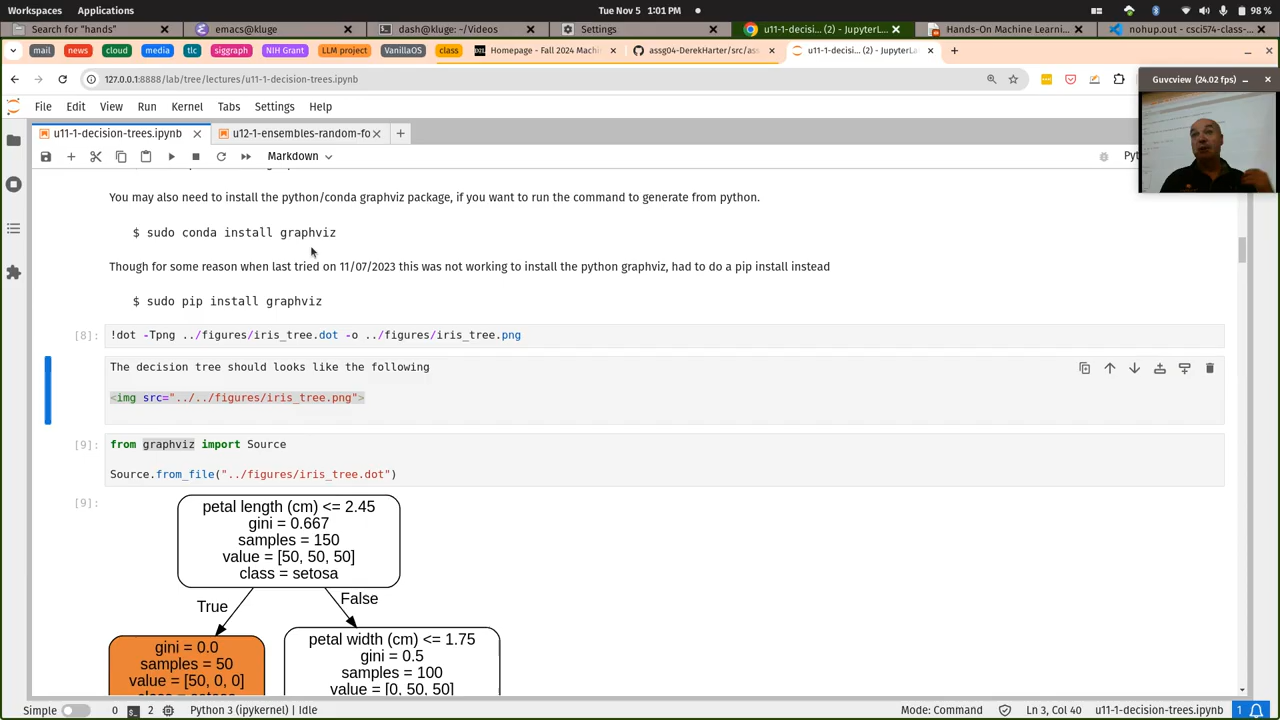 Workspaces Applications Tue Nov 5 1:01 PM 98 %
Search for "hands" emacs@kluge dash@kluge: ~/Videos Settings u11-1-decisi... (2) - JupyterL... Hands-On Machine Learnin... nohup.out - csci574-class-...
mail news cloud media tlc siggraph NIH Grant LLM project VanillaOS class Homepage - Fall 2024 Machin assg04-DerekHarter/src/ass u11-1-decisi... (2) - JupyterLa
127.0.0.1:8888/lab/tree/lectures/u11-1-decision-trees.ipynb
Guvcview (24.02 fps)
File Edit View Run Kernel Tabs Settings Help
u11-1-decision-trees.ipynb u12-1-ensembles-random-fo
Markdown Pyt
You may also need to install the python/conda graphviz package, if you want to run the command to generate from python.
$ sudo conda install graphviz
Though for some reason when last tried on 11/07/2023 this was not working to install the python graphviz, had to do a pip install instead
$ sudo pip install graphviz
[8]: !dot -Tpng ../figures/iris_tree.dot -o ../figures/iris_tree.png
The decision tree should looks like the following
<img src="../../figures/iris_tree.png">
[9]: from graphviz import Source
Source.from_file("../figures/iris_tree.dot")
[9]:
petal length (cm) <= 2.45
gini = 0.667
samples = 150
value = [50, 50, 50]
class = setosa
True False
gini = 0.0
samples = 50
value = [50, 0, 0]
class = setosa
petal width (cm) <= 1.75
gini = 0.5
samples = 100
value = [0, 50, 50]
Simple 0 2 Python 3 (ipykernel) | Idle Mode: Command Ln 3, Col 40 u11-1-decision-trees.ipynb 1